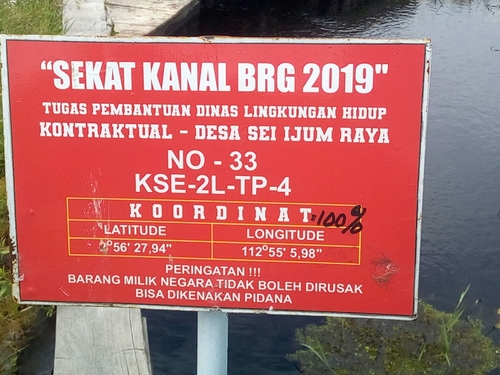 "SEKAT KANAL BRG 2019"
TUGAS PEMBANTUAN DINAS LINGKUNGAN HIDUP
KONTRAKTUAL - DESA SEI IJUM RAYA
NO - 33
KSE-2L-TP-4
KOORDINAT :100%
LATITUDE LONGITUDE
2°56' 27,94" 112°55' 5,98"
PERINGATAN !!!
BARANG MILIK NEGARA TIDAK BOLEH DIRUSAK
BISA DIKENAKAN PIDANA